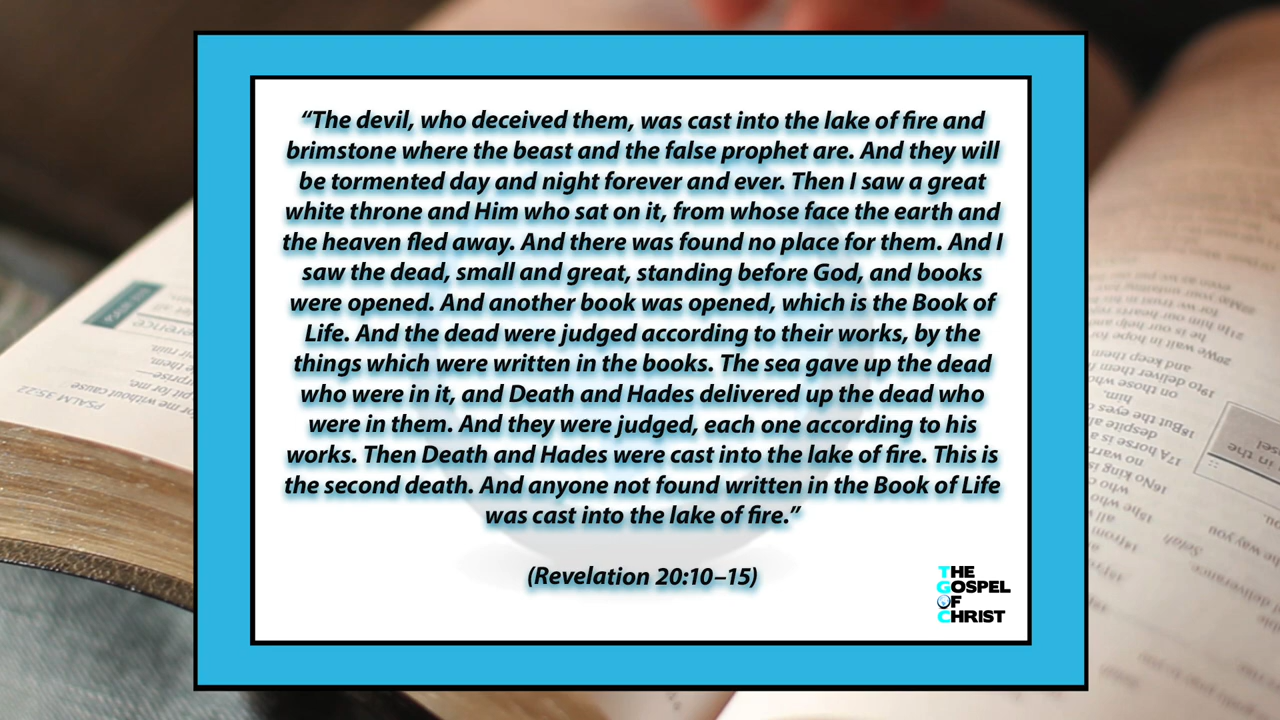 “The devil, who deceived them, was cast into the lake of fire and
brimstone where the beast and the false prophet are. And they will
be tormented day and night forever and ever. Then I saw a great
white throne and Him who sat on it, from whose face the earth and
the heaven fled away. And there was found no place for them. And I
saw the dead, small and great, standing before God, and books
were opened. And another book was opened, which is the Book of
Life. And the dead were judged according to their works, by the
things which were written in the books. The sea gave up the dead
who were in it, and Death and Hades delivered up the dead who
were in them. And they were judged, each one according to his
works. Then Death and Hades were cast into the lake of fire. This is
the second death. And anyone not found written in the Book of Life
was cast into the lake of fire.”
(Revelation 20:10–15)
THE
GOSPEL
OF
CHRIST
PSALM 35:22
for me without cause